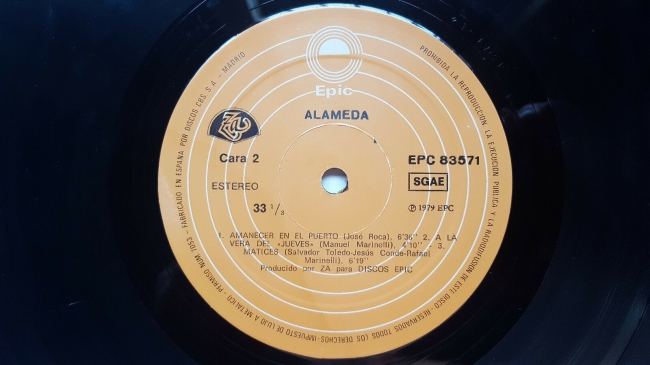 Epic
ALAMEDA
Cara 2
EPC 83571
ESTEREO
SGAE
33 1/3
℗ 1979 EPC
1. AMANECER EN EL PUERTO (José Roca), 6'36" - 2. A LA
VERA DEL «JUEVES» (Manuel Marinelli), 4'10" - 3.
MATICES (Salvador Toledo-Jesús Conde-Rafael
Marinelli), 6'19"
Producido por ZA para DISCOS EPIC
PROHIBIDA LA REPRODUCCION, LA EJECUCION PUBLICA Y LA RADIODIFUSION DE ESTE DISCO - RESERVADOS TODOS LOS DERECHOS - IMPUESTO DE LUJO A METALICO - PERMISO NUM. 1053 - FABRICADO EN ESPAÑA POR DISCOS CBS S A - MADRID